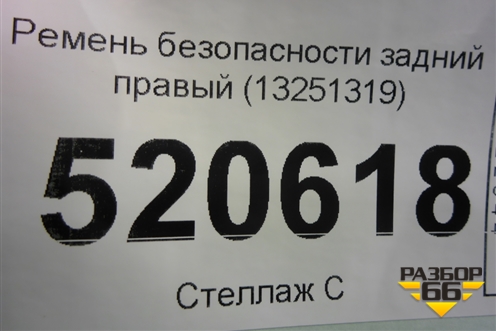 Ремень безопасности задний
правый (13251319)
520618
Стеллаж С
РАЗБОР
66